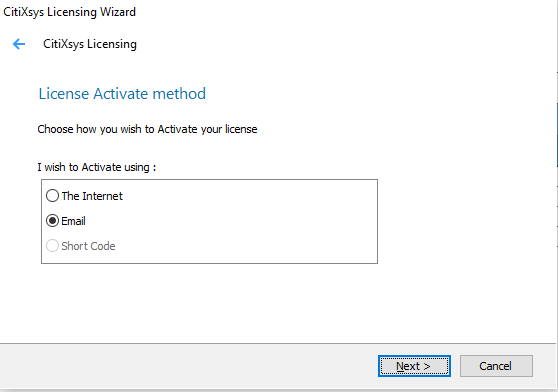 CitiXsys Licensing Wizard
CitiXsys Licensing
License Activate method
Choose how you wish to Activate your license
I wish to Activate using :
The Internet
Email
Short Code
Next >
Cancel